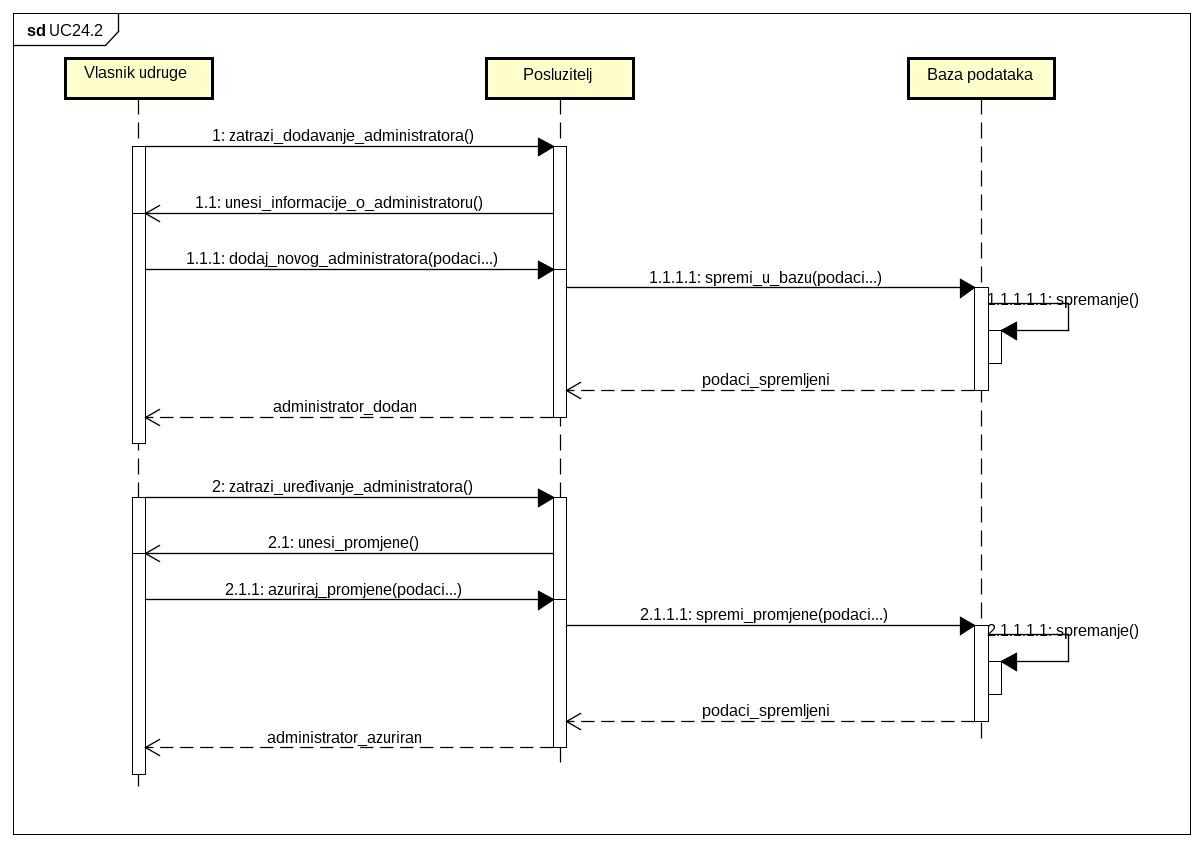 sd UC24.2
Vlasnik udruge
Posluzitelj
Baza podataka
1: zatrazi_dodavanje_administratora()
1.1: unesi_informacije_o_administratoru()
1.1.1: dodaj_novog_administratora(podaci...)
1.1.1.1: spremi_u_bazu(podaci...)
1.1.1.1.1: spremanje()
podaci_spremljeni
administrator_dodan
2: zatrazi_uređivanje_administratora()
2.1: unesi_promjene()
2.1.1: azuriraj_promjene(podaci...)
2.1.1.1: spremi_promjene(podaci...)
2.1.1.1.1: spremanje()
podaci_spremljeni
administrator_azuriran